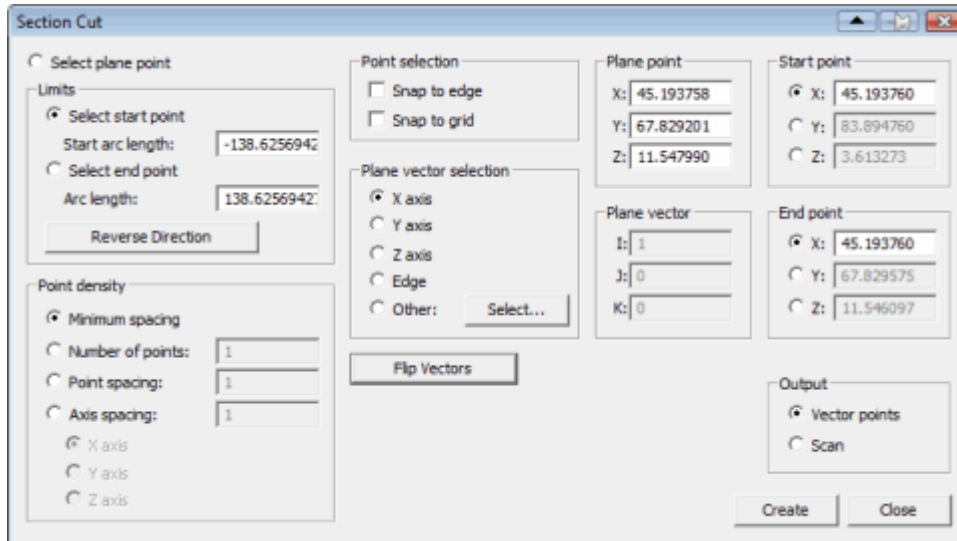 Section Cut
Select plane point
Limits
Select start point
Start arc length: -138.6256942
Select end point
Arc length: 138.6256942
Reverse Direction
Point density
Minimum spacing
Number of points: 1
Point spacing: 1
Axis spacing: 1
X axis
Y axis
Z axis
Point selection
Snap to edge
Snap to grid
Plane vector selection
X axis
Y axis
Z axis
Edge
Other: Select...
Flip Vectors
Plane point
X: 45.193758
Y: 67.829201
Z: 11.547990
Plane vector
I: 1
J: 0
K: 0
Start point
X: 45.193760
Y: 83.894760
Z: 3.613273
End point
X: 45.193760
Y: 67.829575
Z: 11.546097
Output
Vector points
Scan
Create Close